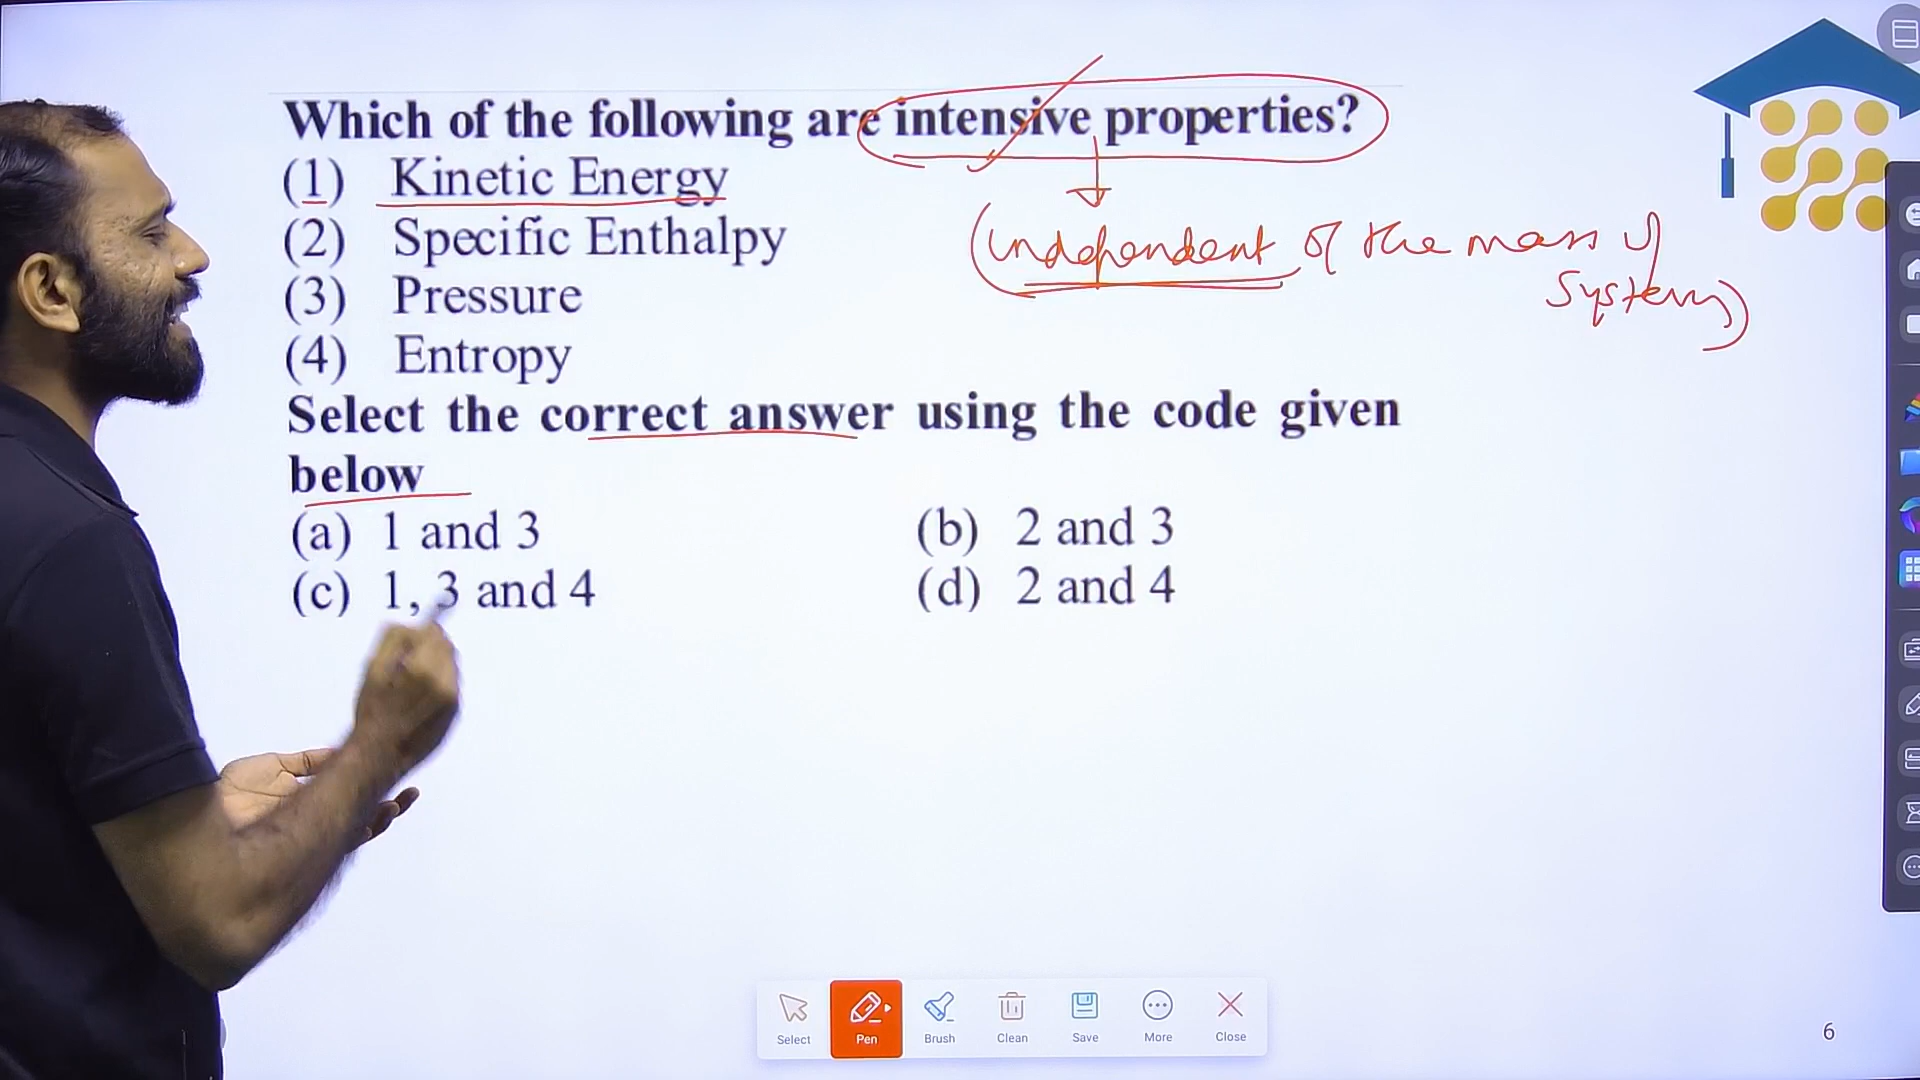 Which of the following are intensive properties?
(1) Kinetic Energy
(2) Specific Enthalpy
(independent of the mass of
system)
(3) Pressure
(4) Entropy
Select the correct answer using the code given
below
(a) 1 and 3
(b) 2 and 3
(c) 1, 3 and 4
(d) 2 and 4
Select
Pen
Brush
Clean
Save
More
Close
6